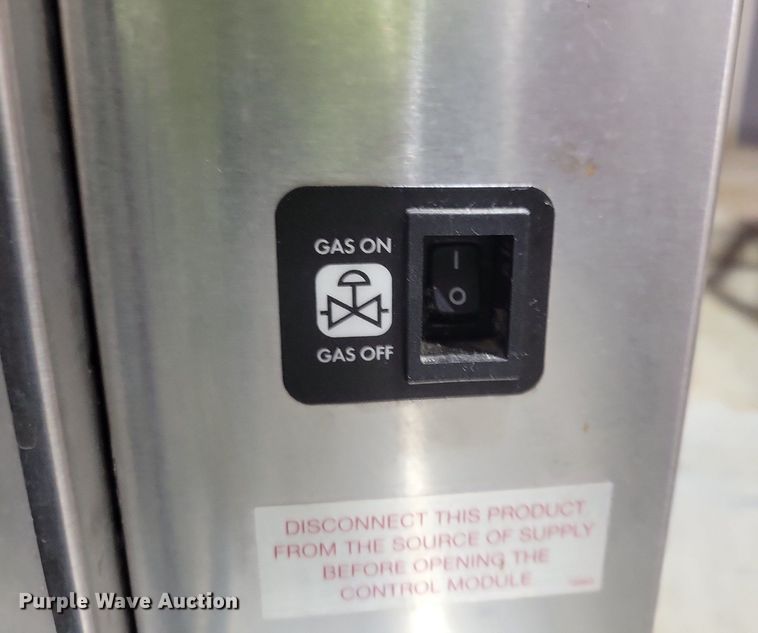 GAS ON
I
O
GAS OFF
DISCONNECT THIS PRODUCT
FROM THE SOURCE OF SUPPLY
BEFORE OPENING THE
CONTROL MODULE
Purple Wave Auction